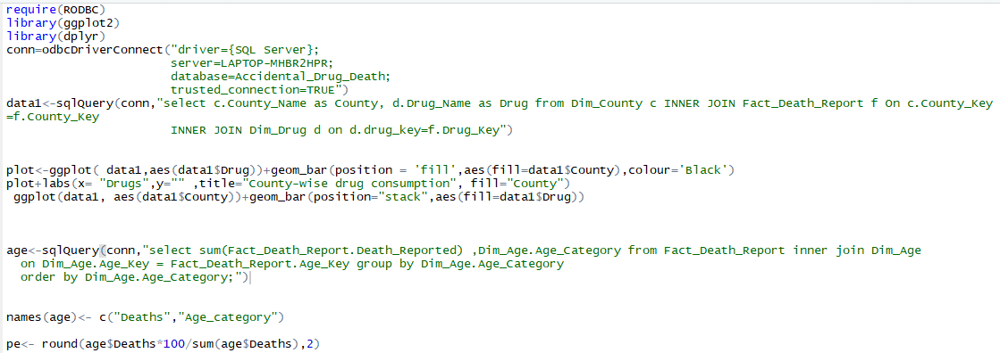 require(RODBC)
library(ggplot2)
library(dplyr)
conn=odbcDriverConnect("driver={SQL Server};
server=LAPTOP-MHBR2HPR;
database=Accidental_Drug_Death;
trusted_connection=TRUE")
data1<-sqlQuery(conn,"select c.County_Name as County, d.Drug_Name as Drug from Dim_County c INNER JOIN Fact_Death_Report f On c.County_Key
=f.County_Key
INNER JOIN Dim_Drug d on d.drug_key=f.Drug_Key")
plot<-ggplot( data1,aes(data1$Drug))+geom_bar(position = 'fill',aes(fill=data1$County),colour='Black')
plot+labs(x= "Drugs",y="" ,title="County-wise drug consumption", fill="County")
ggplot(data1, aes(data1$County))+geom_bar(position="stack",aes(fill=data1$Drug))
age<-sqlQuery(conn,"select sum(Fact_Death_Report.Death_Reported) ,Dim_Age.Age_Category from Fact_Death_Report inner join Dim_Age
on Dim_Age.Age_Key = Fact_Death_Report.Age_Key group by Dim_Age.Age_Category
order by Dim_Age.Age_Category;")
names(age)<- c("Deaths","Age_category")
pe<- round(age$Deaths*100/sum(age$Deaths),2)